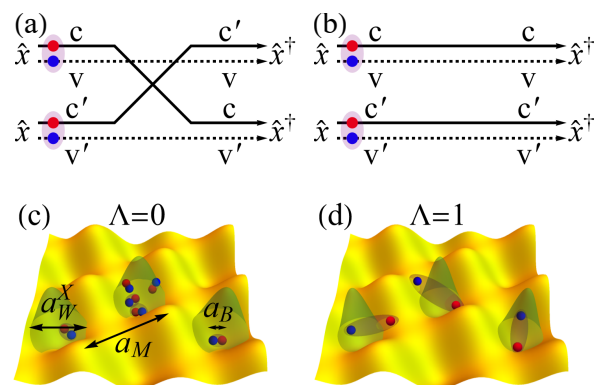 (a)
c c′
x̂ x̂†
v v
c′ c
x̂ x̂†
v′ v′
(b)
c c
x̂ x̂†
v v
c′ c′
x̂ x̂†
v′ v′
(c) Λ=0
a_W^X
a_M
a_B
(d) Λ=1